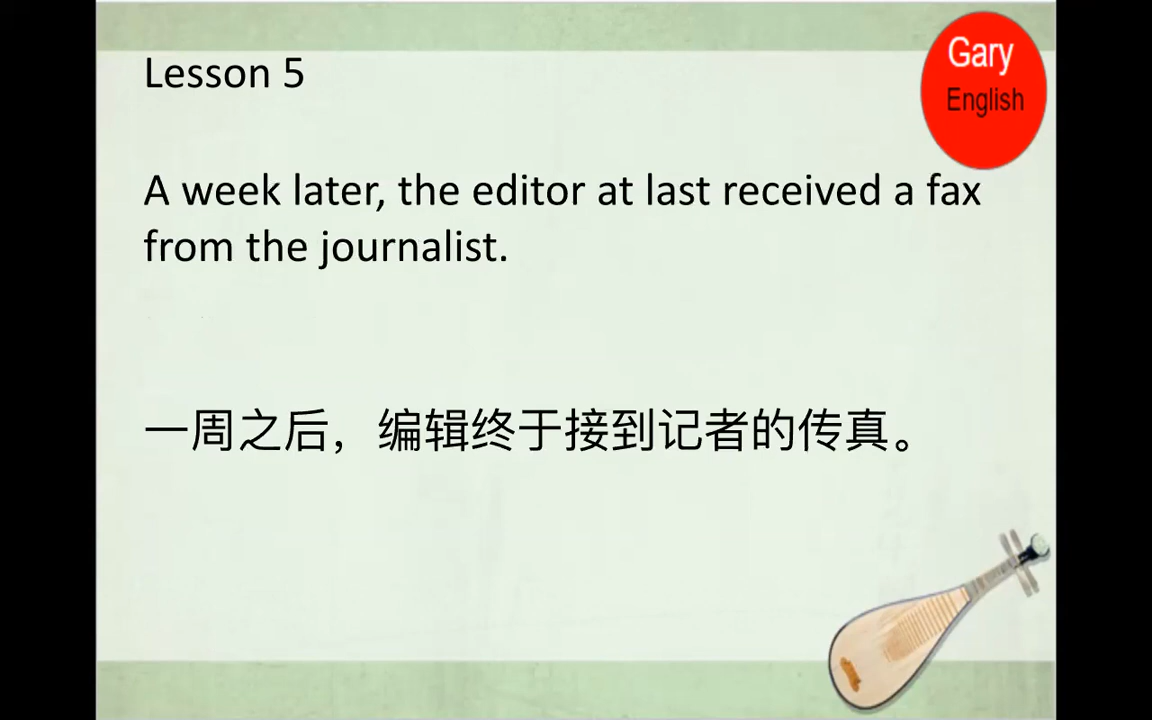 Lesson 5
Gary
English
A week later, the editor at last received a fax
from the journalist.
一周之后，编辑终于接到记者的传真。